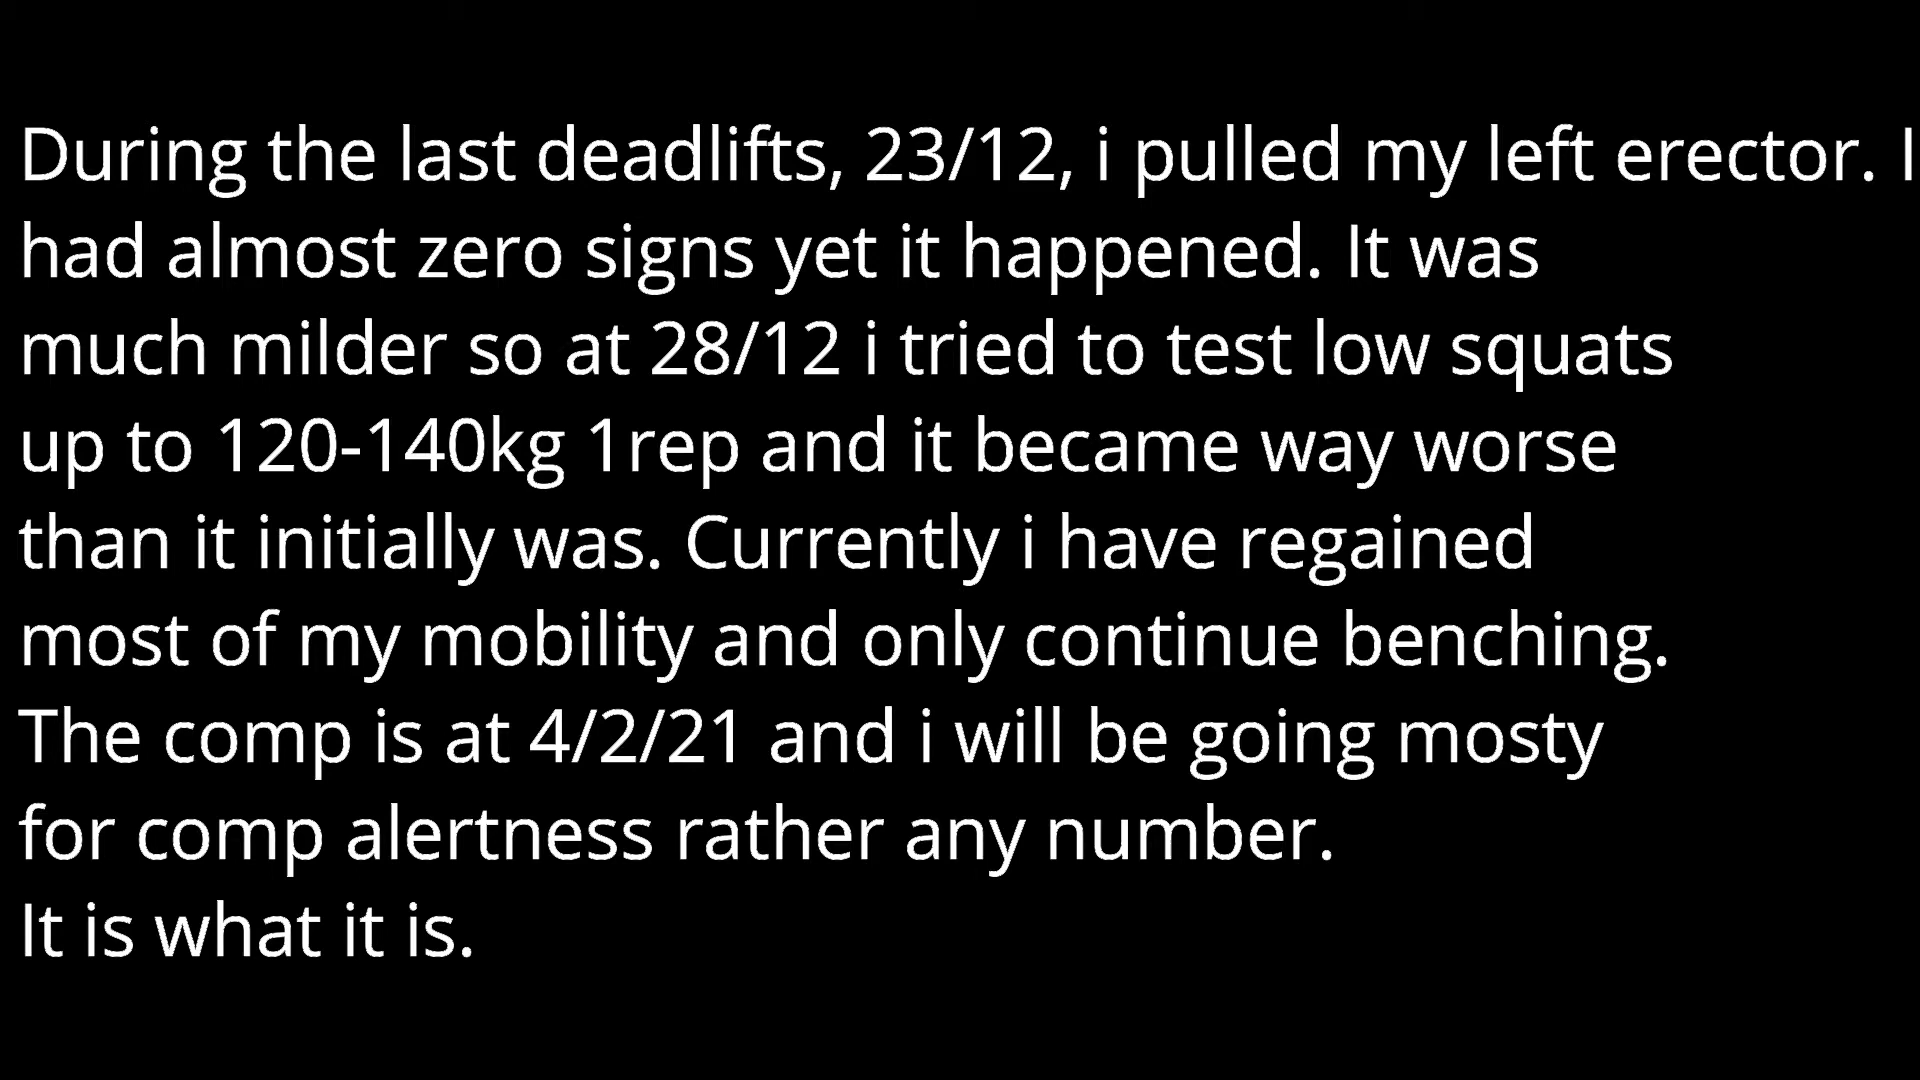 During the last deadlifts, 23/12, i pulled my left erector. I
had almost zero signs yet it happened. It was
much milder so at 28/12 i tried to test low squats
up to 120-140kg 1rep and it became way worse
than it initially was. Currently i have regained
most of my mobility and only continue benching.
The comp is at 4/2/21 and i will be going mosty
for comp alertness rather any number.
It is what it is.